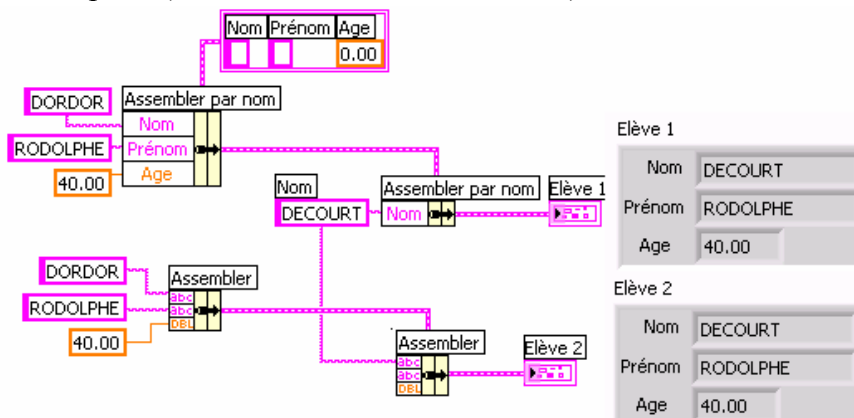 Nom Prénom Age
0.00
DORDOR
Assembler par nom
Nom
RODOLPHE
Prénom
40.00
Age
Nom
DECOURT
Assembler par nom
Nom
Elève 1
DORDOR
RODOLPHE
40.00
Assembler
abc
abc
DBL
Assembler
abc
abc
DBL
Elève 2
Elève 1
Nom DECOURT
Prénom RODOLPHE
Age 40.00
Elève 2
Nom DECOURT
Prénom RODOLPHE
Age 40.00